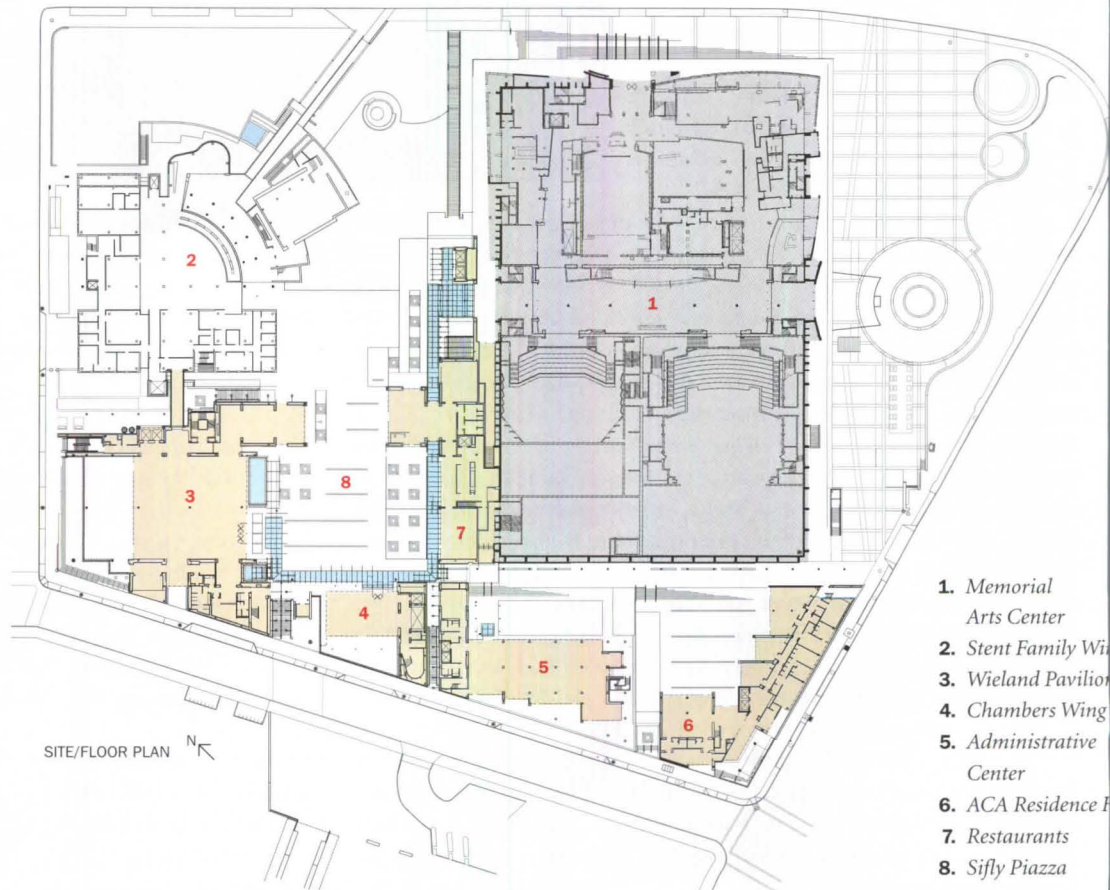 2
1
3
8
7
4
5
6
SITE/FLOOR PLAN N
1. Memorial
Arts Center
2. Stent Family
3. Wieland Pavilion
4. Chambers Wing
5. Administrative
Center
6. ACA Residence
7. Restaurants
8. Sifly Piazza